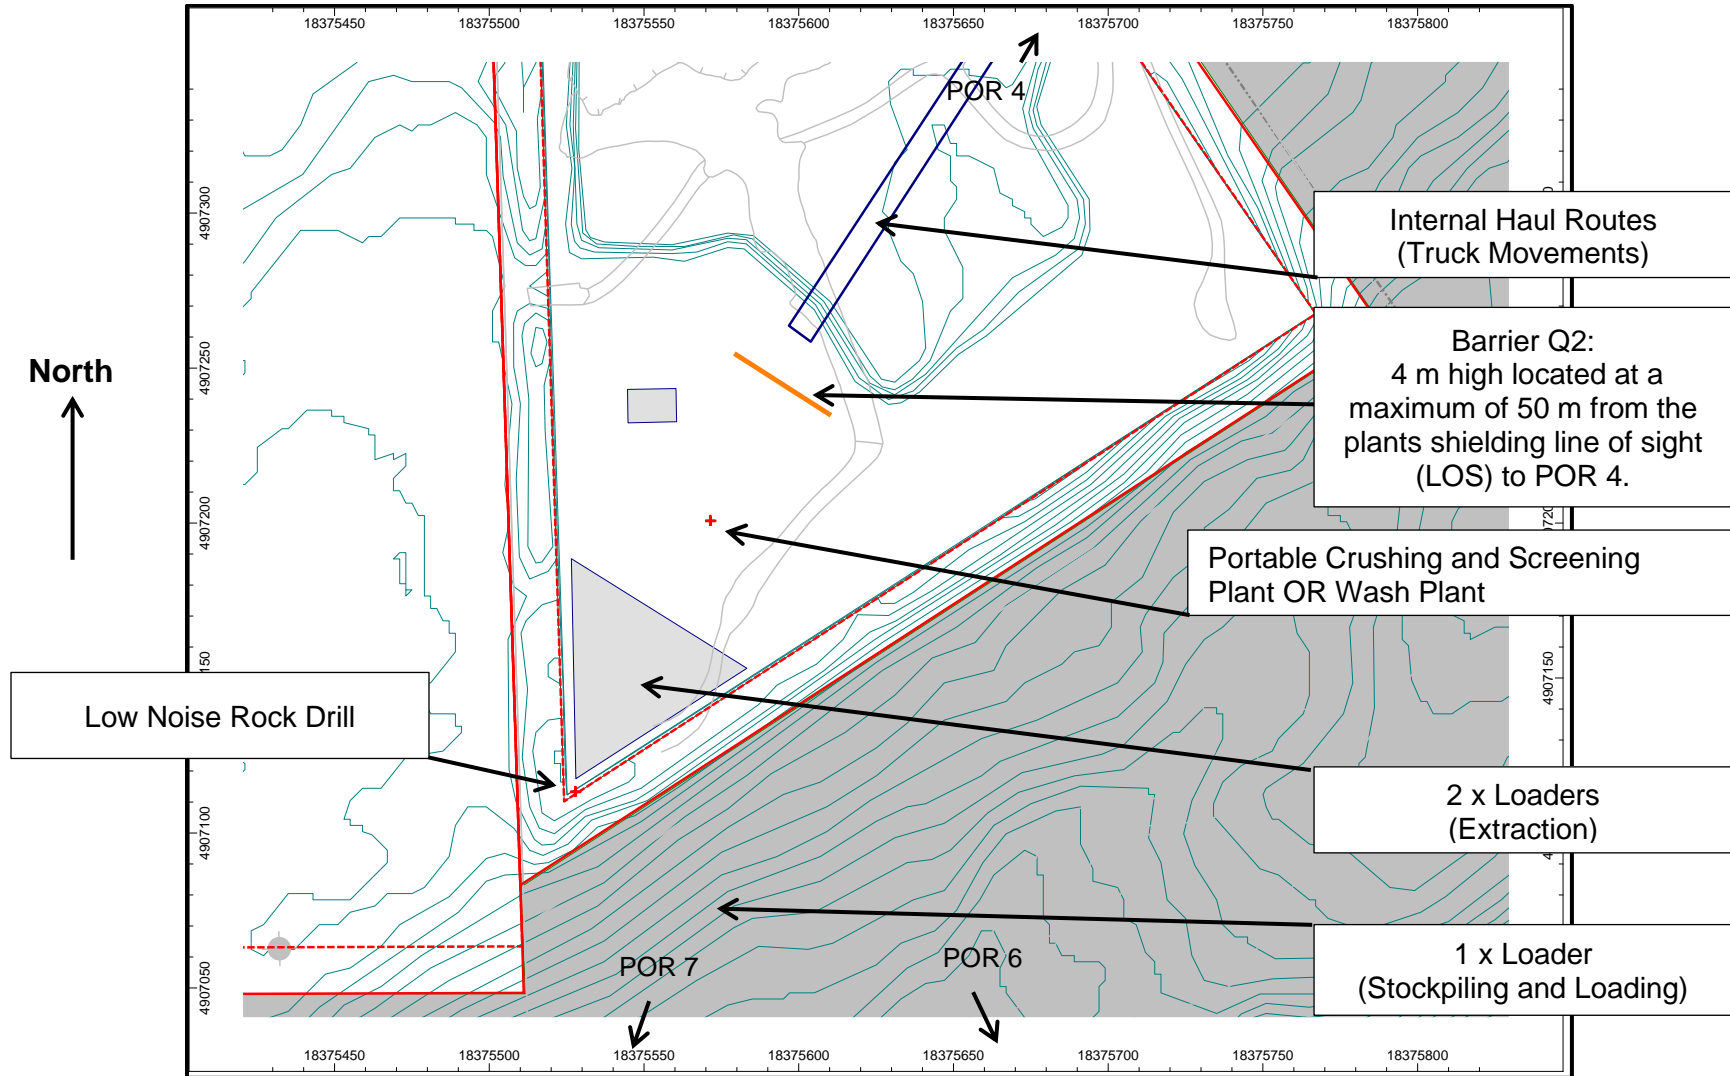 18375450 18375500 18375550 18375600 18375650 18375700 18375750 18375800
POR 4
4907300
Internal Haul Routes
(Truck Movements)
North
4907250
Barrier Q2:
4 m high located at a
maximum of 50 m from the
plants shielding line of sight
(LOS) to POR 4.
4907200
Portable Crushing and Screening
Plant OR Wash Plant
4907150
Low Noise Rock Drill
2 x Loaders
(Extraction)
4907100
1 x Loader
(Stockpiling and Loading)
POR 7
POR 6
4907050
18375450 18375500 18375550 18375600 18375650 18375700 18375750 18375800